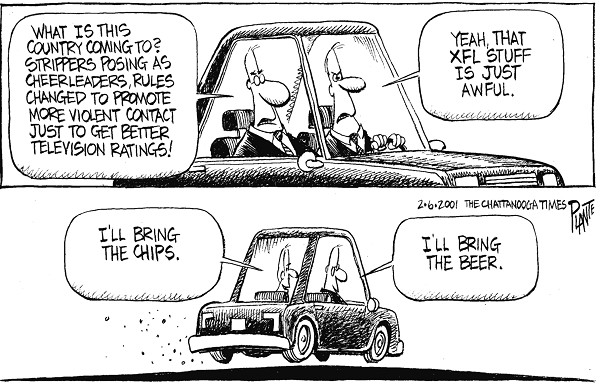 WHAT IS THIS
COUNTRY COMING TO?
STRIPPERS POSING AS
CHEERLEADERS, RULES
CHANGED TO PROMOTE
MORE VIOLENT CONTACT
JUST TO GET BETTER
TELEVISION RATINGS!
YEAH, THAT
XFL STUFF
IS JUST
AWFUL.
2·6·2001 THE CHATTANOOGA TIMES PLANTE
I'LL BRING
THE CHIPS.
I'LL BRING
THE BEER.